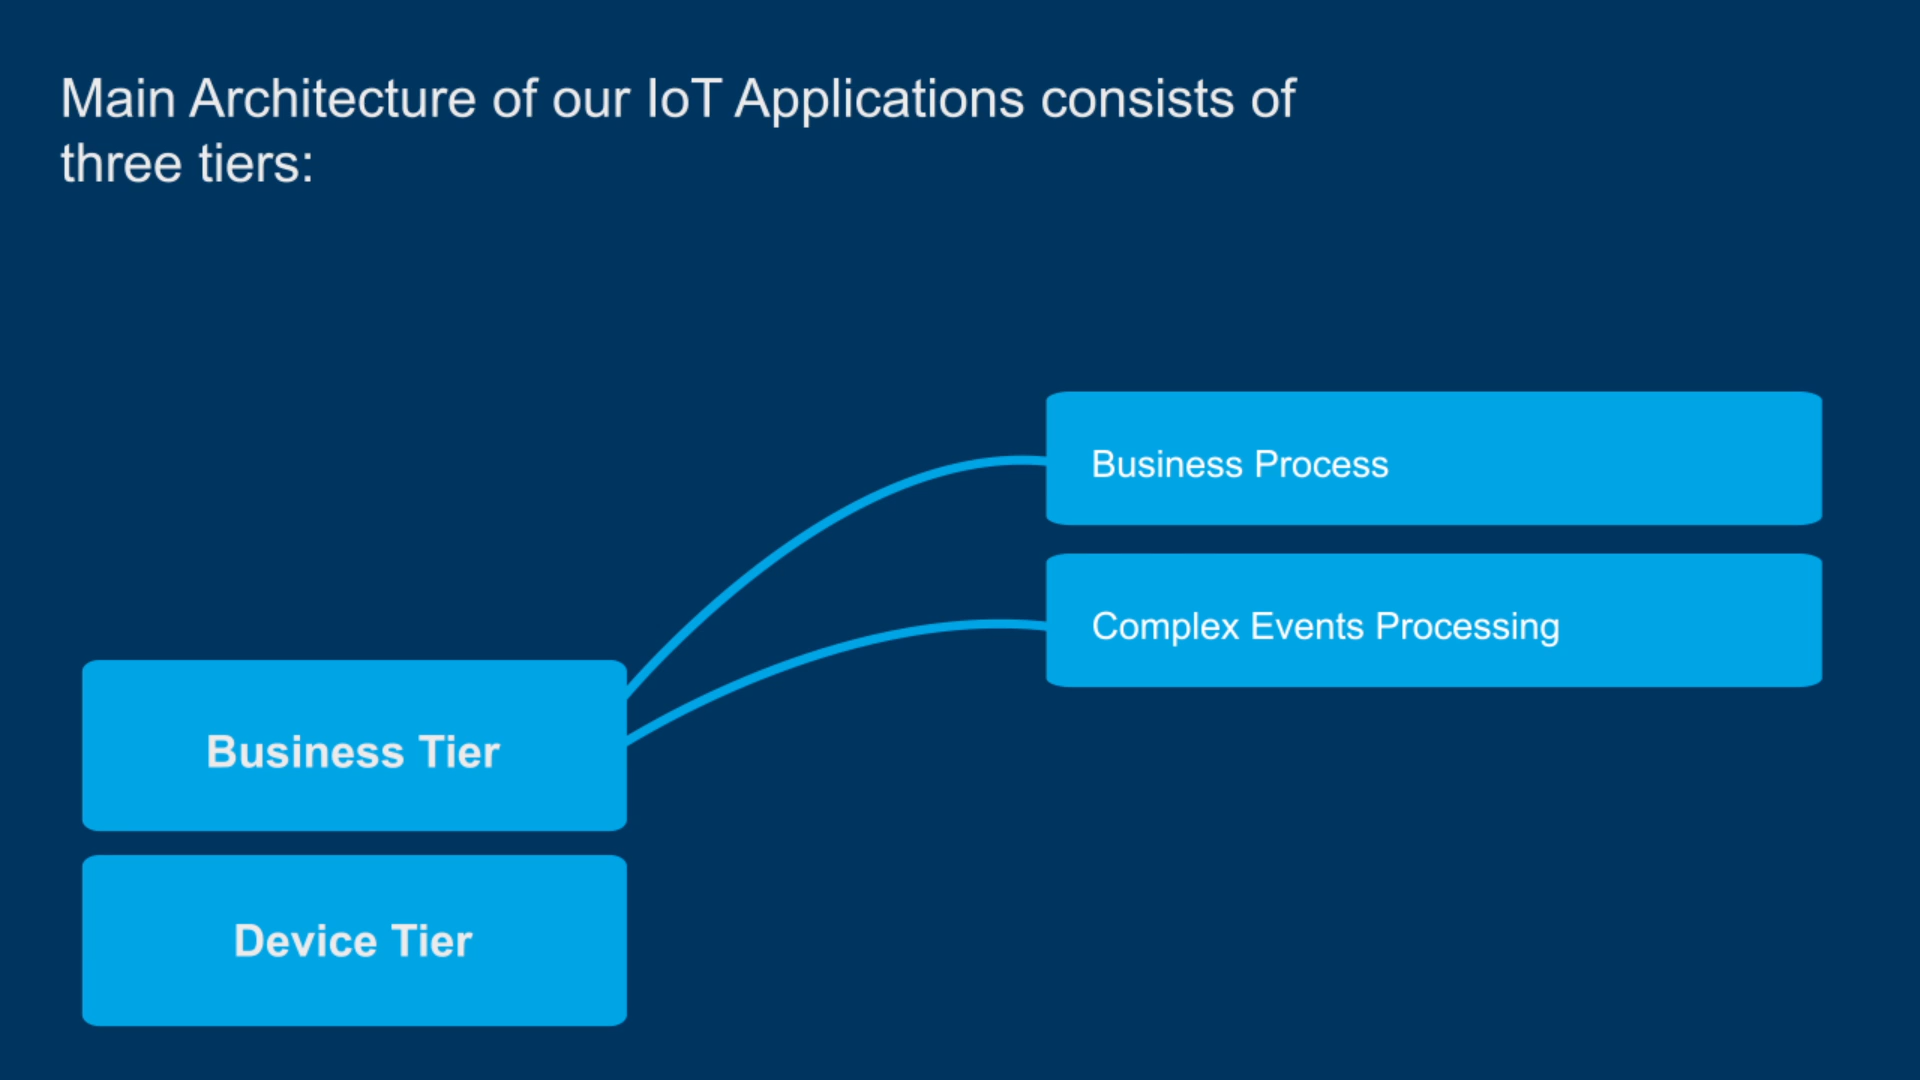 Main Architecture of our IoT Applications consists of
three tiers:
Business Process
Complex Events Processing
Business Tier
Device Tier